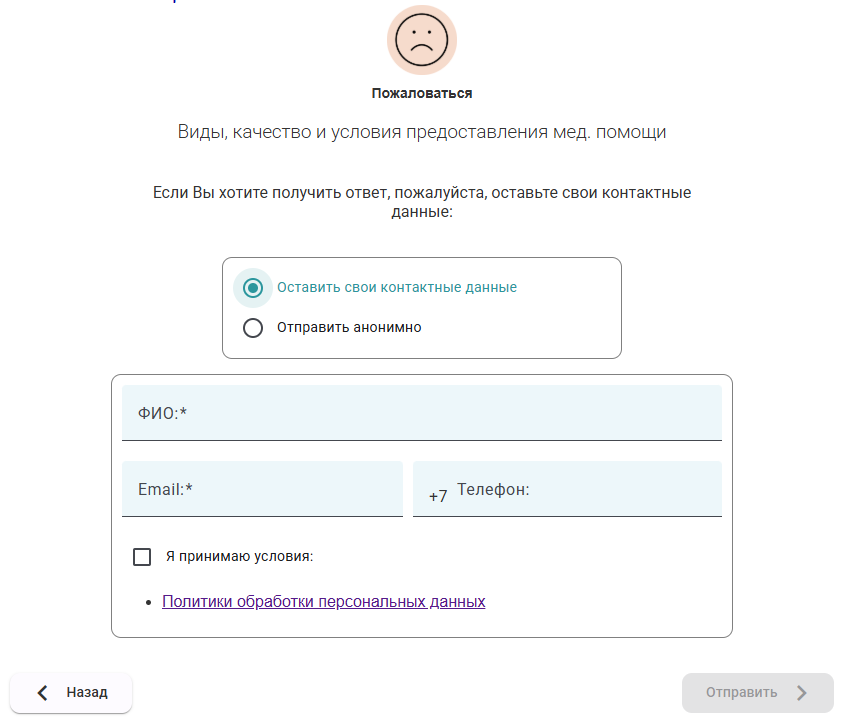 Пожаловаться
Виды, качество и условия предоставления мед. помощи
Если Вы хотите получить ответ, пожалуйста, оставьте свои контактные
данные:
Оставить свои контактные данные
Отправить анонимно
ФИО:*
Email:*
+7 Телефон:
Я принимаю условия:
Политики обработки персональных данных
Назад
Отправить